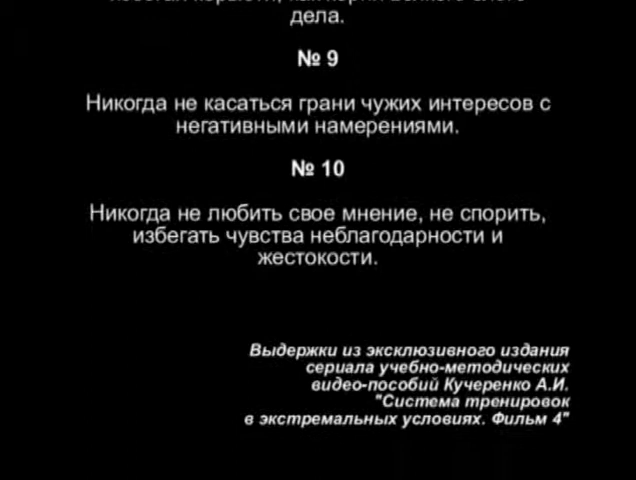 дела.
№ 9
Никогда не касаться грани чужих интересов с
негативными намерениями.
№ 10
Никогда не любить свое мнение, не спорить,
избегать чувства неблагодарности и
жестокости.
Выдержки из эксклюзивного издания
сериала учебно-методических
видео-пособий Кучеренко А.И.
"Система тренировок
в экстремальных условиях. Фильм 4"